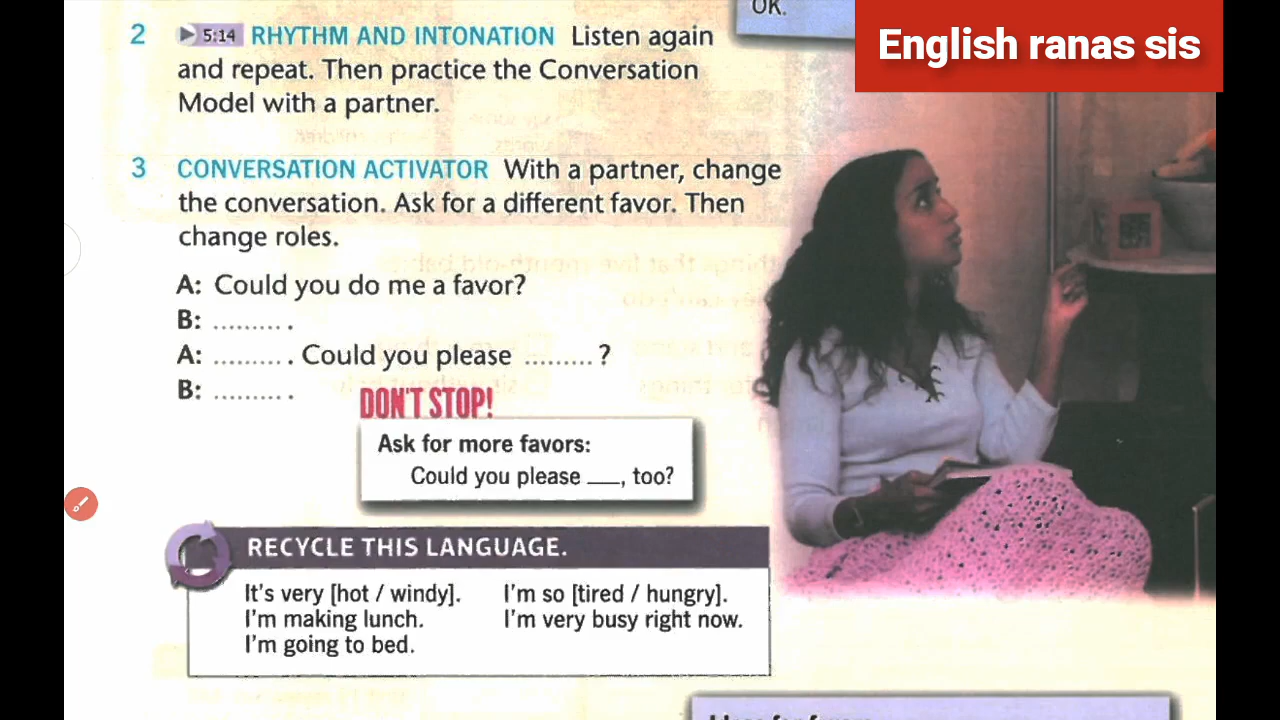 OK.
English ranas sis
2 5:14 RHYTHM AND INTONATION Listen again
and repeat. Then practice the Conversation
Model with a partner.
3 CONVERSATION ACTIVATOR With a partner, change
the conversation. Ask for a different favor. Then
change roles.
A: Could you do me a favor?
B: ......... .
A: ......... . Could you please ......... ?
B: ......... .
DON'T STOP!
Ask for more favors:
Could you please ___, too?
RECYCLE THIS LANGUAGE.
It's very [hot / windy].
I'm making lunch.
I'm going to bed.
I'm so [tired / hungry].
I'm very busy right now.